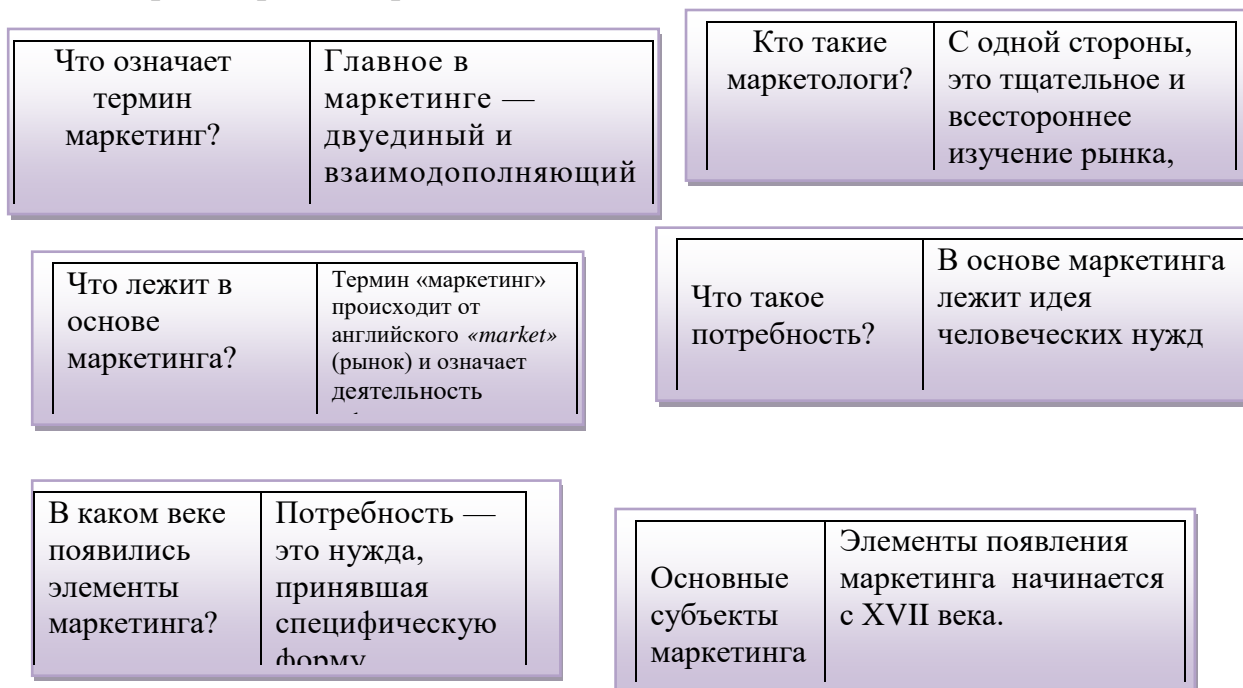 Что означает
термин
маркетинг?
Главное в
маркетинге —
двуединый и
взаимодополняющий
Кто такие
маркетологи?
С одной стороны,
это тщательное и
всестороннее
изучение рынка,
Что лежит в
основе
маркетинга?
Термин «маркетинг»
происходит от
английского «market»
(рынок) и означает
деятельность
Что такое
потребность?
В основе маркетинга
лежит идея
человеческих нужд
В каком веке
появились
элементы
маркетинга?
Потребность —
это нужда,
принявшая
специфическую
форму
Основные
субъекты
маркетинга
Элементы появления
маркетинга начинается
с XVII века.